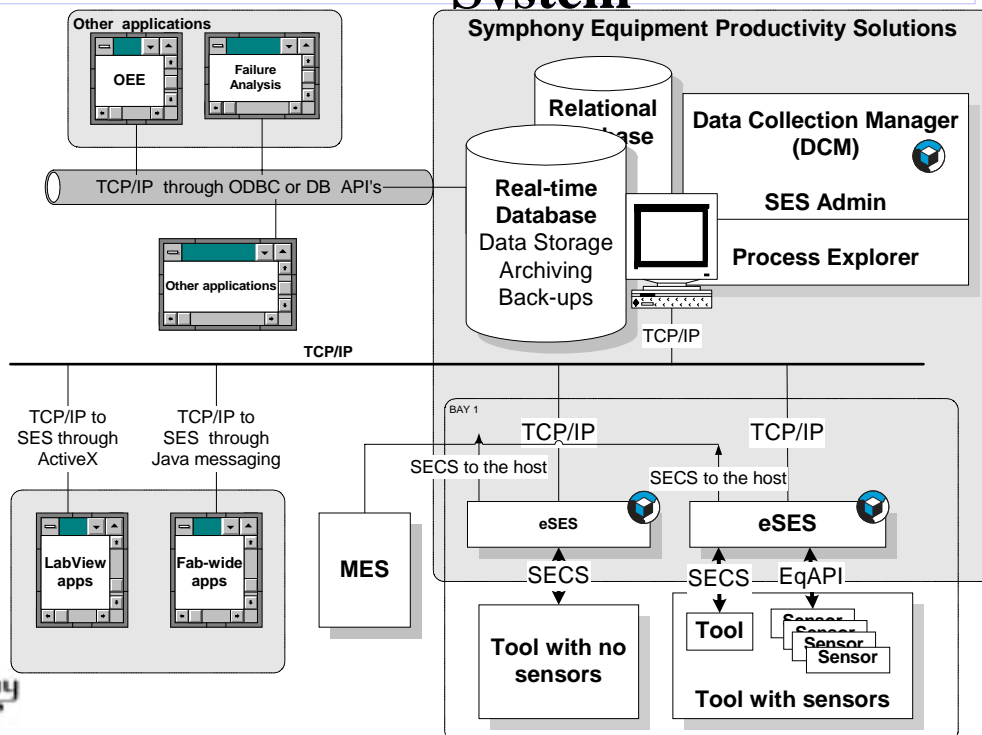 System
Other applications
OEE
Failure
Analysis
TCP/IP through ODBC or DB API's
Other applications
Symphony Equipment Productivity Solutions
Relational
Real-time
Database
Data Storage
Archiving
Back-ups
Data Collection Manager
(DCM)
SES Admin
Process Explorer
TCP/IP
TCP/IP
TCP/IP to
SES through
ActiveX
TCP/IP to
SES through
Java messaging
LabView
apps
Fab-wide
apps
MES
BAY 1
TCP/IP
TCP/IP
SECS to the host
SECS to the host
eSES
eSES
SECS
SECS
EqAPI
Tool with no
sensors
Tool
Sensor
Sensor
Sensor
Sensor
Tool with sensors